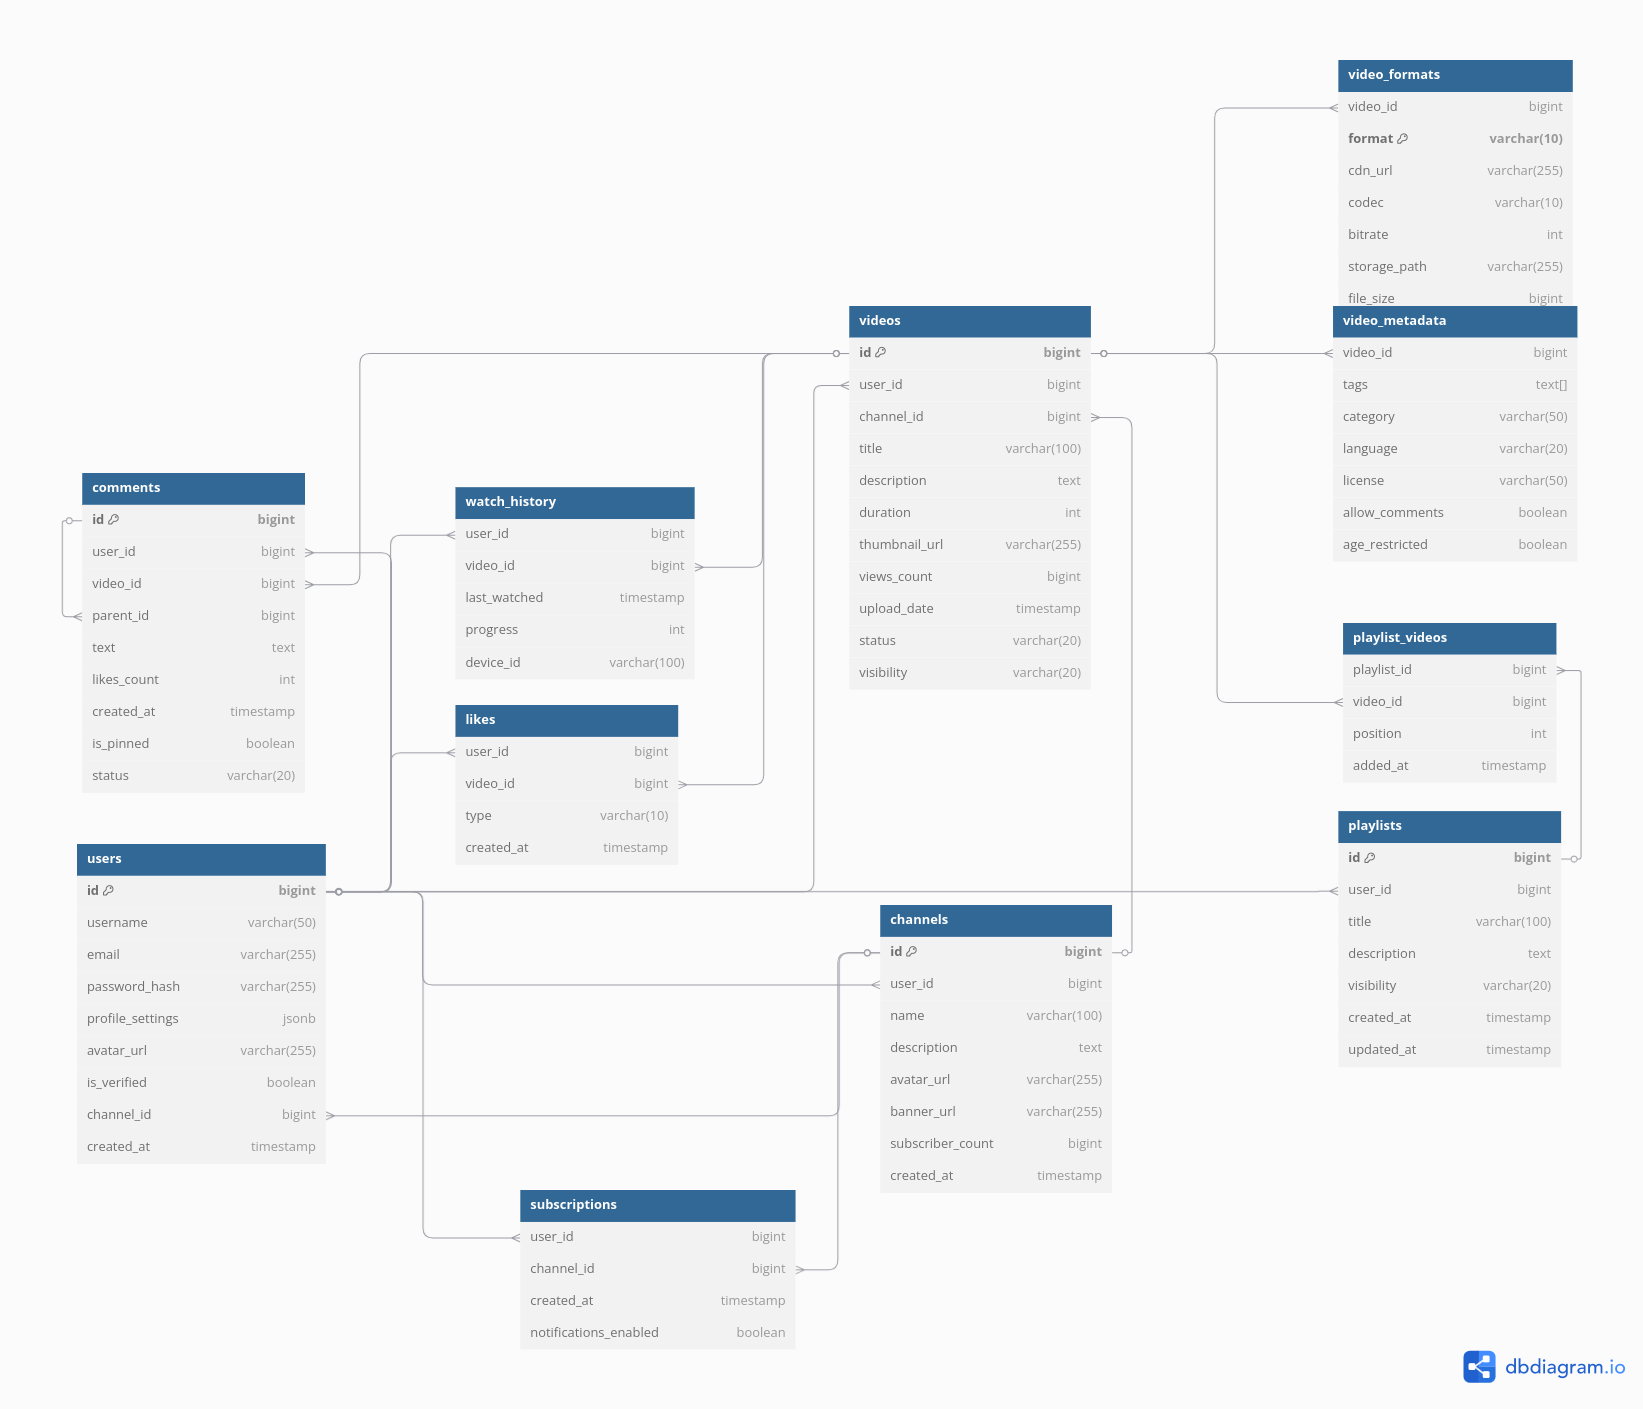 video_formats
video_id bigint
format varchar(10)
cdn_url varchar(255)
codec varchar(10)
bitrate int
storage_path varchar(255)
file_size bigint
videos
id bigint
user_id bigint
channel_id bigint
title varchar(100)
description text
duration int
thumbnail_url varchar(255)
views_count bigint
upload_date timestamp
status varchar(20)
visibility varchar(20)
video_metadata
video_id bigint
tags text[]
category varchar(50)
language varchar(20)
license varchar(50)
allow_comments boolean
age_restricted boolean
comments
id bigint
user_id bigint
video_id bigint
parent_id bigint
text text
likes_count int
created_at timestamp
is_pinned boolean
status varchar(20)
watch_history
user_id bigint
video_id bigint
last_watched timestamp
progress int
device_id varchar(100)
likes
user_id bigint
video_id bigint
type varchar(10)
created_at timestamp
playlist_videos
playlist_id bigint
video_id bigint
position int
added_at timestamp
playlists
id bigint
user_id bigint
title varchar(100)
description text
visibility varchar(20)
created_at timestamp
updated_at timestamp
users
id bigint
username varchar(50)
email varchar(255)
password_hash varchar(255)
profile_settings jsonb
avatar_url varchar(255)
is_verified boolean
channel_id bigint
created_at timestamp
channels
id bigint
user_id bigint
name varchar(100)
description text
avatar_url varchar(255)
banner_url varchar(255)
subscriber_count bigint
created_at timestamp
subscriptions
user_id bigint
channel_id bigint
created_at timestamp
notifications_enabled boolean
dbdiagram.io